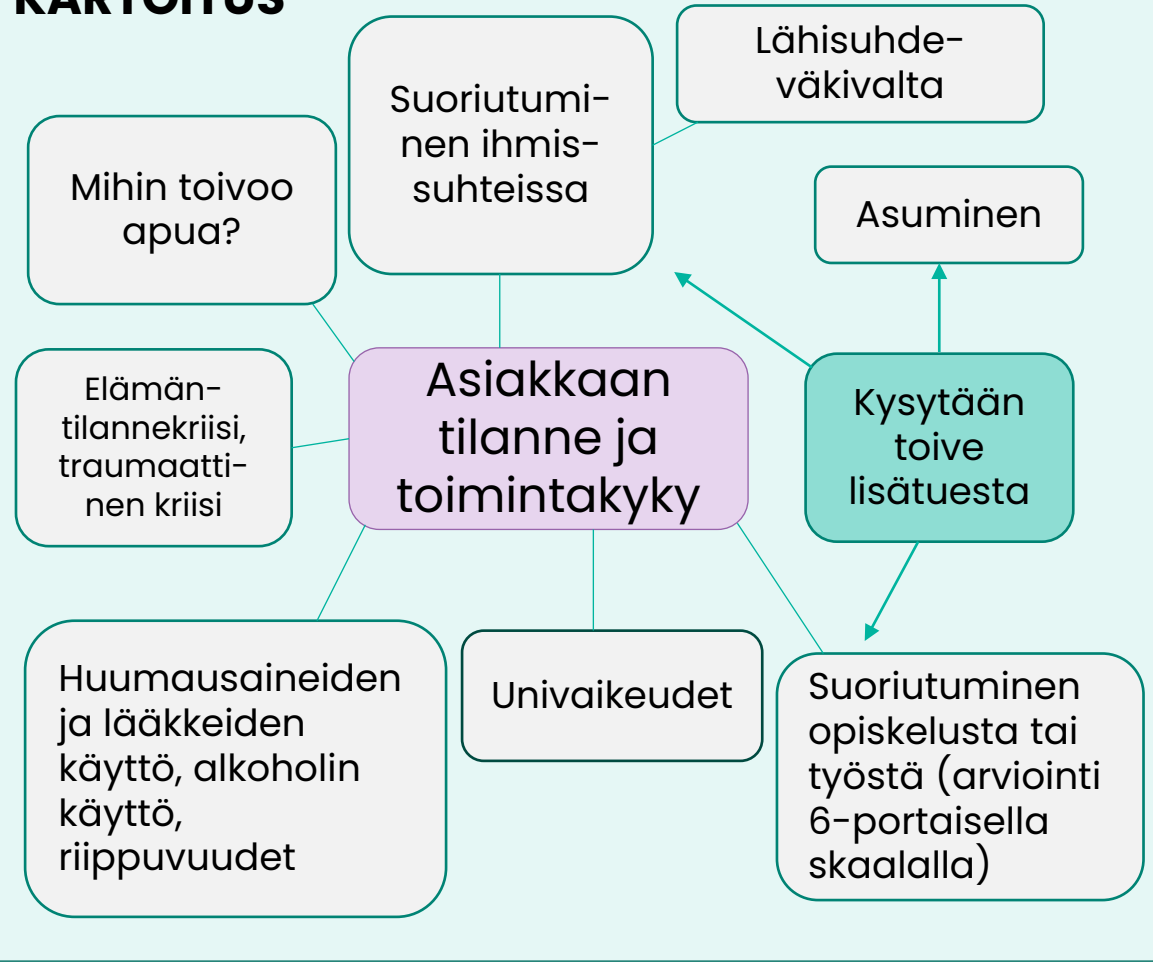 KARTOITUS
Lähisuhde-
väkivalta
Suoriutumi-
nen ihmis-
suhteissa
Mihin toivoo
apua?
Asuminen
Elämän-
tilannekriisi,
traumaatti-
nen kriisi
Asiakkaan
tilanne ja
toimintakyky
Kysytään
toive
lisätuesta
Huumausaineiden
ja lääkkeiden
käyttö, alkoholin
käyttö,
riippuvuudet
Univaikeudet
Suoriutuminen
opiskelusta tai
työstä (arviointi
6-portaisella
skaalalla)